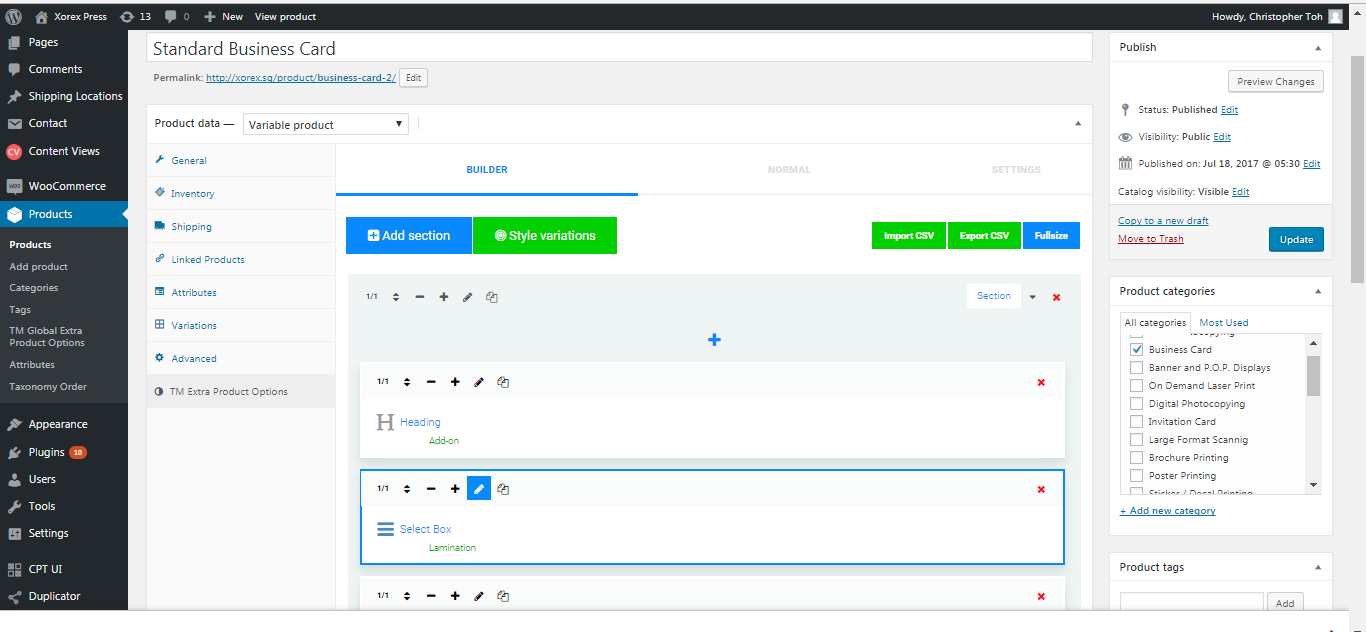 Xorex Press 13 0 New View product Howdy, Christopher Toh
Pages
Comments
Shipping Locations
Contact
CV Content Views
Woo WooCommerce
Products
Products
Add product
Categories
Tags
TM Global Extra
Product Options
Attributes
Taxonomy Order
Appearance
Plugins 10
Users
Tools
Settings
CPT UI
Duplicator
Standard Business Card
Permalink: http://xorex.sg/product/business-card-2/ Edit
Product data — Variable product
General
Inventory
Shipping
Linked Products
Attributes
Variations
Advanced
TM Extra Product Options
BUILDER NORMAL SETTINGS
Add section Style variations Import CSV Export CSV Fullsize
1/1 Section
1/1
H Heading
Add-on
1/1
Select Box
Lamination
1/1
Publish
Preview Changes
Status: Published Edit
Visibility: Public Edit
Published on: Jul 18, 2017 @ 05:30 Edit
Catalog visibility: Visible Edit
Copy to a new draft
Move to Trash Update
Product categories
All categories Most Used
Business Card
Banner and P.O.P. Displays
On Demand Laser Print
Digital Photocopying
Invitation Card
Large Format Scannig
Brochure Printing
Poster Printing
Sticker / Decal Printing
+ Add new category
Product tags
Add